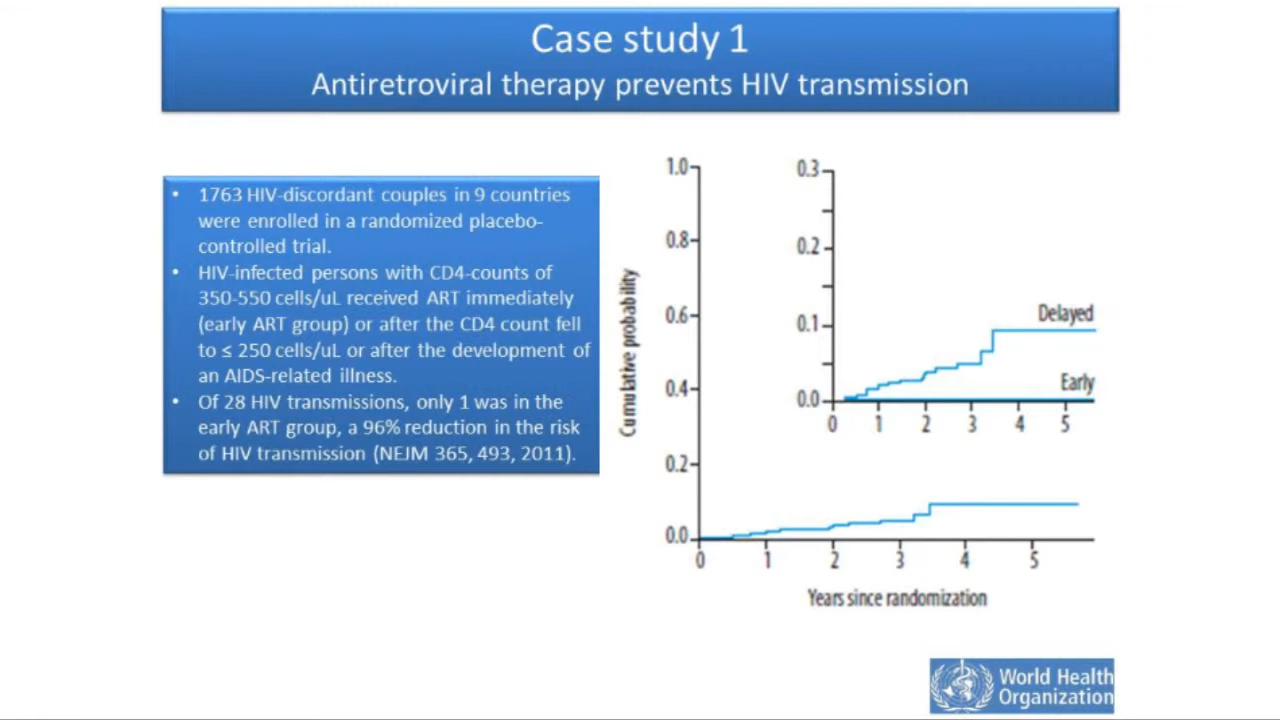 Case study 1
Antiretroviral therapy prevents HIV transmission
• 1763 HIV-discordant couples in 9 countries
were enrolled in a randomized placebo-
controlled trial.
• HIV-infected persons with CD4-counts of
350-550 cells/uL received ART immediately
(early ART group) or after the CD4 count fell
to ≤ 250 cells/uL or after the development of
an AIDS-related illness.
• Of 28 HIV transmissions, only 1 was in the
early ART group, a 96% reduction in the risk
of HIV transmission (NEJM 365, 493, 2011).
Cumulative probability
1.0
0.8
0.6
0.4
0.2
0.0
0 1 2 3 4 5
Years since randomization
0.3
0.2
0.1
0.0
0 1 2 3 4 5
Delayed
Early
World Health
Organization